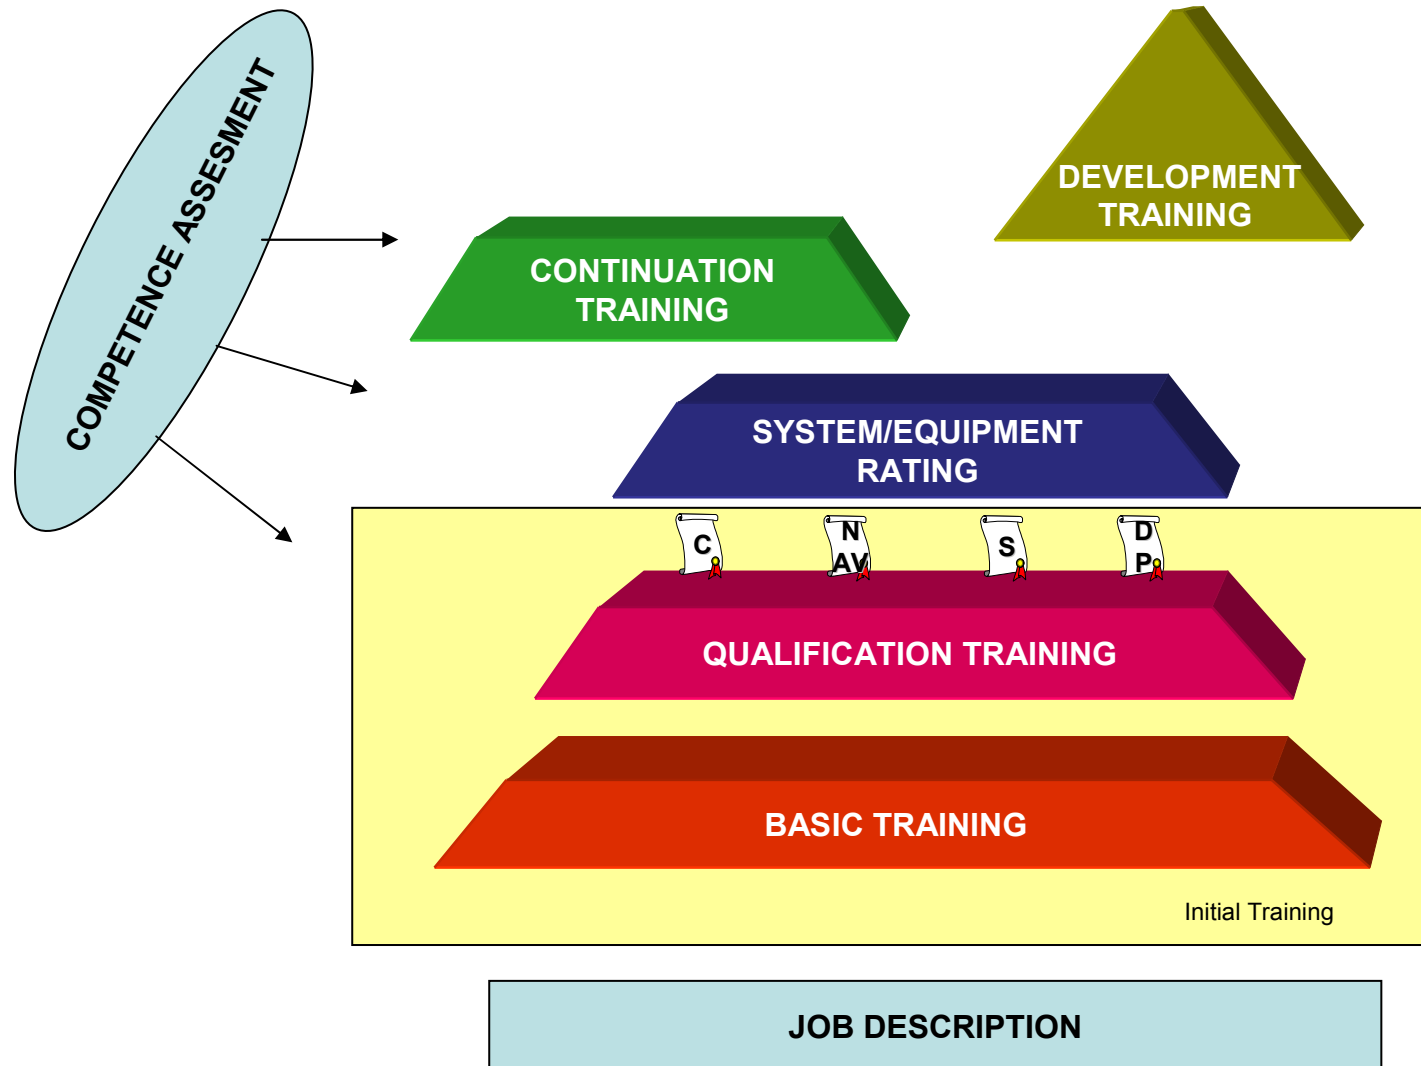 COMPETENCE ASSESMENT
DEVELOPMENT
TRAINING
CONTINUATION
TRAINING
SYSTEM/EQUIPMENT
RATING
C
N
AV
S
D
P
QUALIFICATION TRAINING
BASIC TRAINING
Initial Training
JOB DESCRIPTION